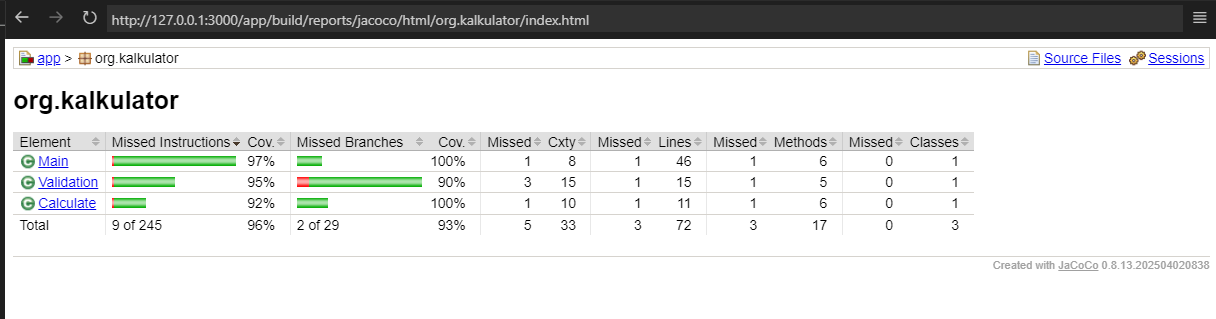 http://127.0.0.1:3000/app/build/reports/jacoco/html/org.kalkulator/index.html
app > org.kalkulator Source Files Sessions
org.kalkulator
Element Missed Instructions Cov. Missed Branches Cov. Missed Cxty Missed Lines Missed Methods Missed Classes
C Main 97% 100% 1 8 1 46 1 6 0 1
C Validation 95% 90% 3 15 1 15 1 5 0 1
C Calculate 92% 100% 1 10 1 11 1 6 0 1
Total 9 of 245 96% 2 of 29 93% 5 33 3 72 3 17 0 3
Created with JaCoCo 0.8.13.202504020838